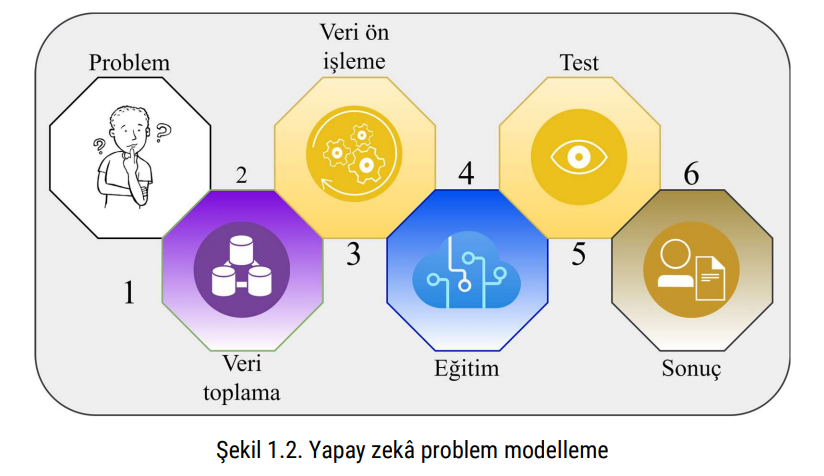 Problem
1
2
Veri
toplama
Veri ön
işleme
3
4
Eğitim
Test
5
6
Sonuç
?
?
Şekil 1.2. Yapay zekâ problem modelleme